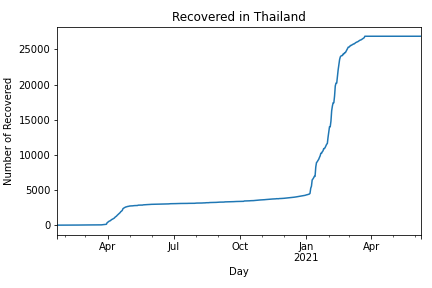 Recovered in Thailand
Number of Recovered
25000
20000
15000
10000
5000
0
Apr
Jul
Oct
Jan
2021
Apr
Day